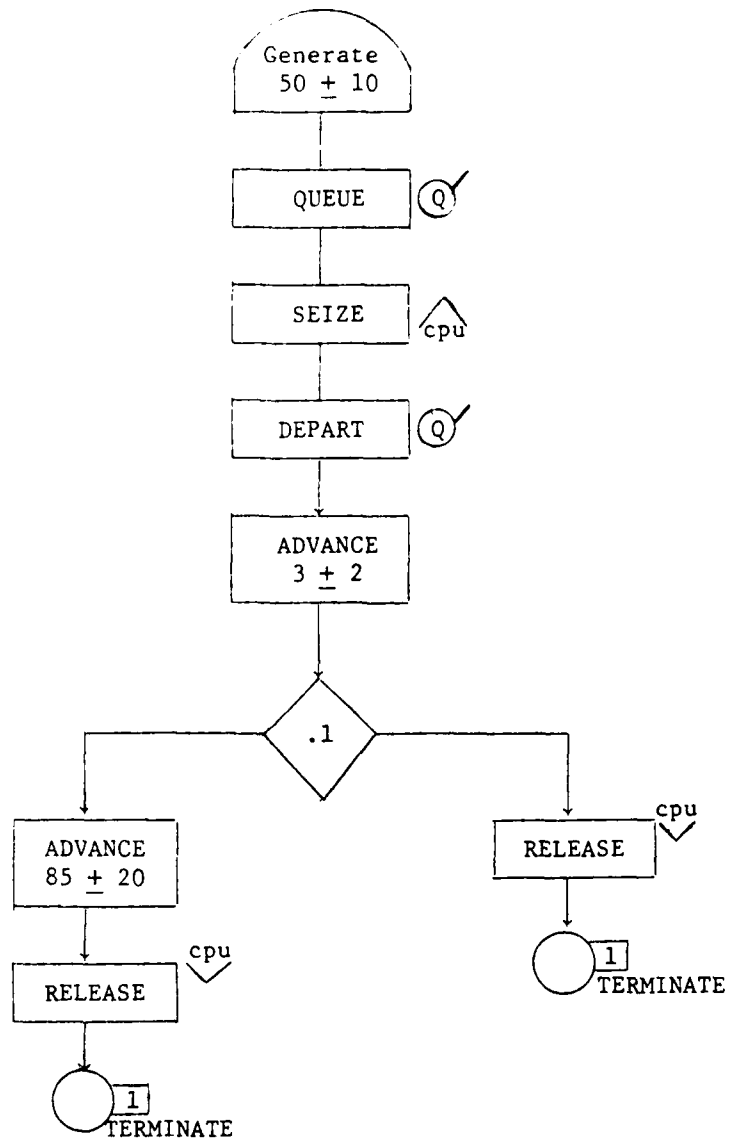 Generate
50 ± 10
QUEUE
Q
SEIZE
cpu
DEPART
Q
ADVANCE
3 ± 2
.1
ADVANCE
85 ± 20
cpu
RELEASE
cpu
RELEASE
1
TERMINATE
1
TERMINATE